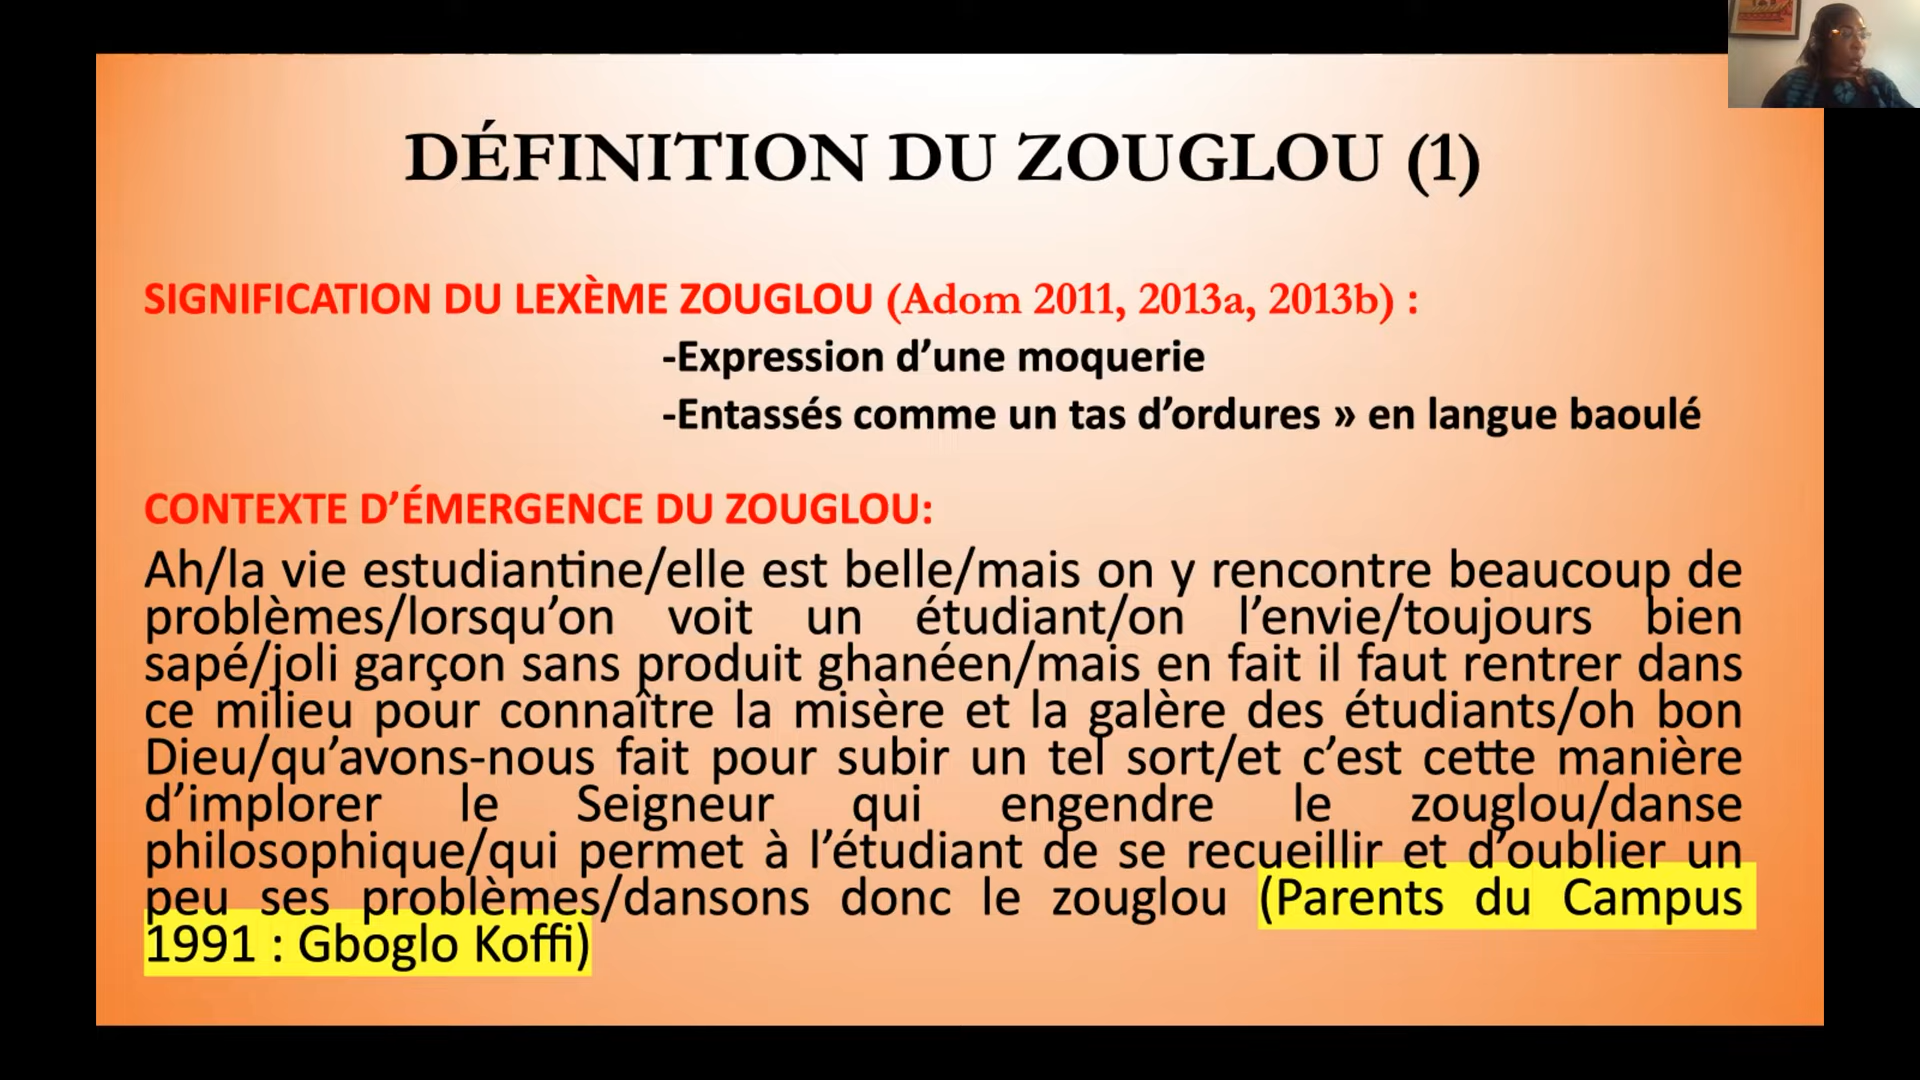 DÉFINITION DU ZOUGLOU (1)
SIGNIFICATION DU LEXÈME ZOUGLOU (Adom 2011, 2013a, 2013b) :
-Expression d’une moquerie
-Entassés comme un tas d’ordures » en langue baoulé
CONTEXTE D’ÉMERGENCE DU ZOUGLOU:
Ah/la vie estudiantine/elle est belle/mais on y rencontre beaucoup de
problèmes/lorsqu’on voit un étudiant/on l’envie/toujours bien
sapé/joli garçon sans produit ghanéen/mais en fait il faut rentrer dans
ce milieu pour connaître la misère et la galère des étudiants/oh bon
Dieu/qu’avons-nous fait pour subir un tel sort/et c’est cette manière
d’implorer le Seigneur qui engendre le zouglou/danse
philosophique/qui permet à l’étudiant de se recueillir et d’oublier un
peu ses problèmes/dansons donc le zouglou (Parents du Campus
1991 : Gboglo Koffi)